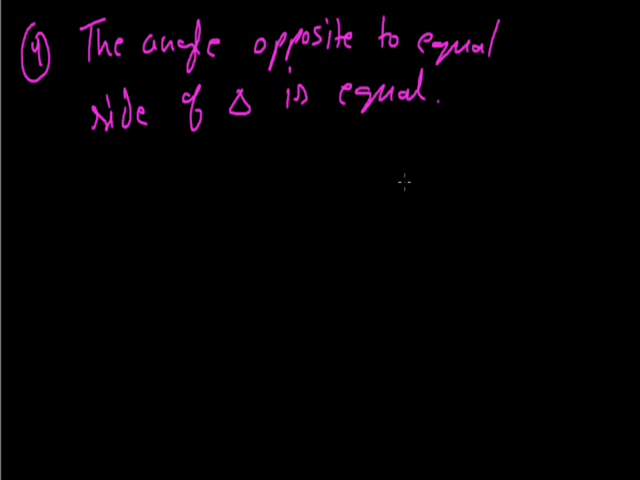 ④ The angle opposite to equal
side of Δ is equal.